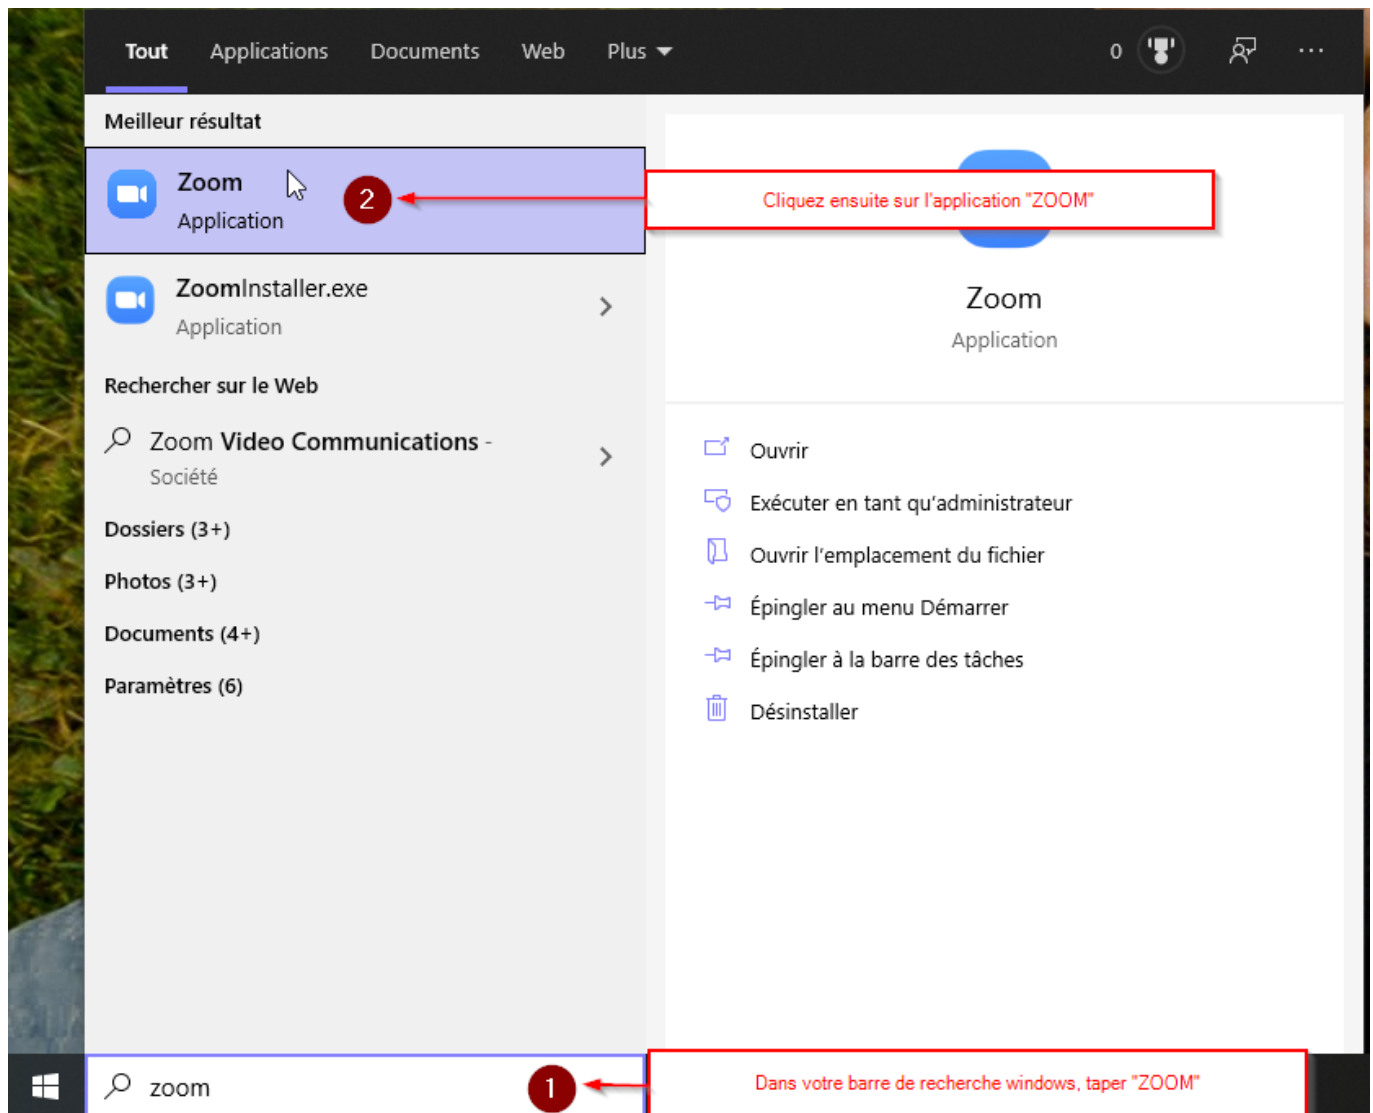 Tout Applications Documents Web Plus 0
Meilleur résultat
Zoom
Application
2
Cliquez ensuite sur l'application "ZOOM"
ZoomInstaller.exe
Application
Rechercher sur le Web
Zoom Video Communications -
Société
Dossiers (3+)
Photos (3+)
Documents (4+)
Paramètres (6)
Zoom
Application
Ouvrir
Exécuter en tant qu'administrateur
Ouvrir l'emplacement du fichier
Épingler au menu Démarrer
Épingler à la barre des tâches
Désinstaller
zoom
1
Dans votre barre de recherche windows, taper "ZOOM"